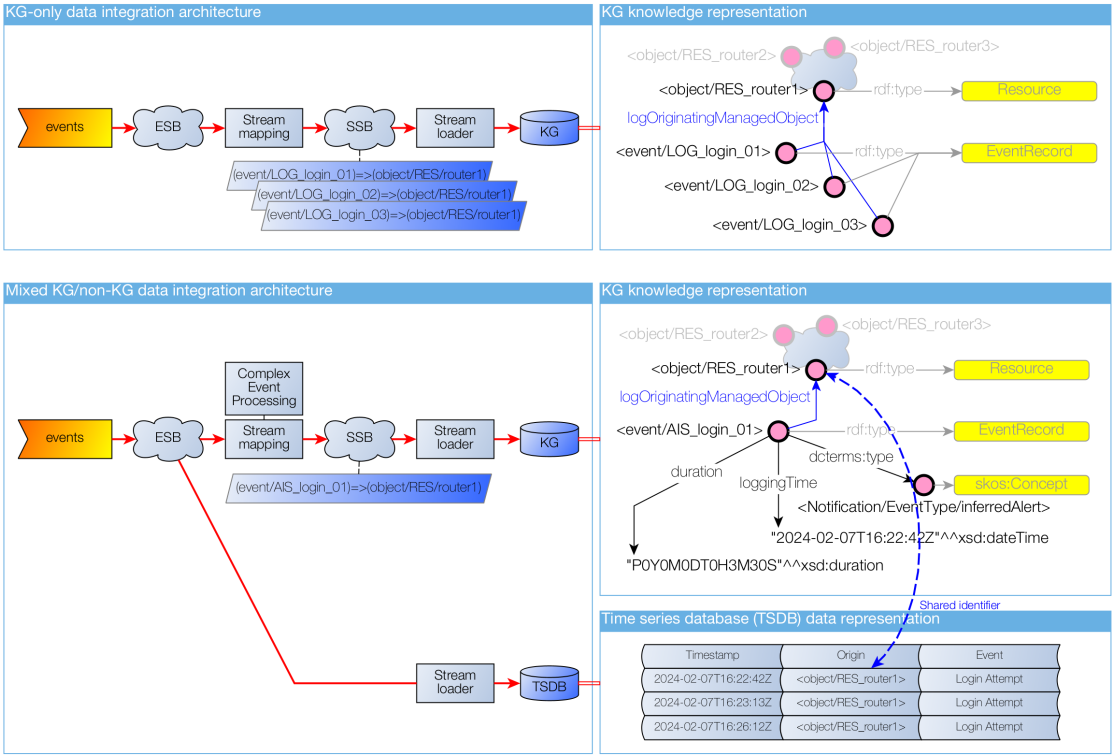 KG-only data integration architecture
events
ESB
Stream
mapping
SSB
Stream
loader
KG
(event/LOG_login_01)=>(object/RES/router1)
(event/LOG_login_02)=>(object/RES/router1)
(event/LOG_login_03)=>(object/RES/router1)
KG knowledge representation
<object/RES_router2>
<object/RES_router3>
<object/RES_router1>
rdf:type
Resource
logOriginatingManagedObject
<event/LOG_login_01>
rdf:type
EventRecord
<event/LOG_login_02>
<event/LOG_login_03>
Mixed KG/non-KG data integration architecture
Complex
Event
Processing
events
ESB
Stream
mapping
SSB
Stream
loader
KG
(event/AIS_login_01)=>(object/RES/router1)
Stream
loader
TSDB
KG knowledge representation
<object/RES_router2>
<object/RES_router3>
<object/RES_router1>
rdf:type
Resource
logOriginatingManagedObject
<event/AIS_login_01>
rdf:type
EventRecord
duration
loggingTime
dcterms:type
skos:Concept
<Notification/EventType/inferredAlert>
"2024-02-07T16:22:42Z"^^xsd:dateTime
"P0Y0M0DT0H3M30S"^^xsd:duration
Shared identifier
Time series database (TSDB) data representation
Timestamp Origin Event
2024-02-07T16:22:42Z <object/RES_router1> Login Attempt
2024-02-07T16:23:13Z <object/RES_router1> Login Attempt
2024-02-07T16:26:12Z <object/RES_router1> Login Attempt